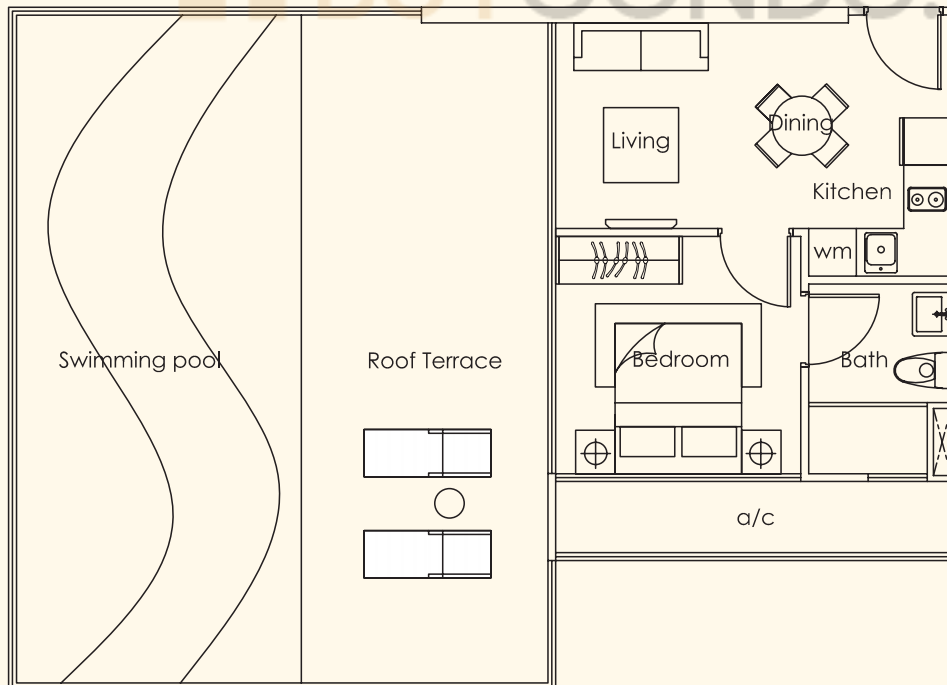 Living
Dining
Kitchen
wm
Swimming pool
Roof Terrace
Bedroom
Bath
a/c